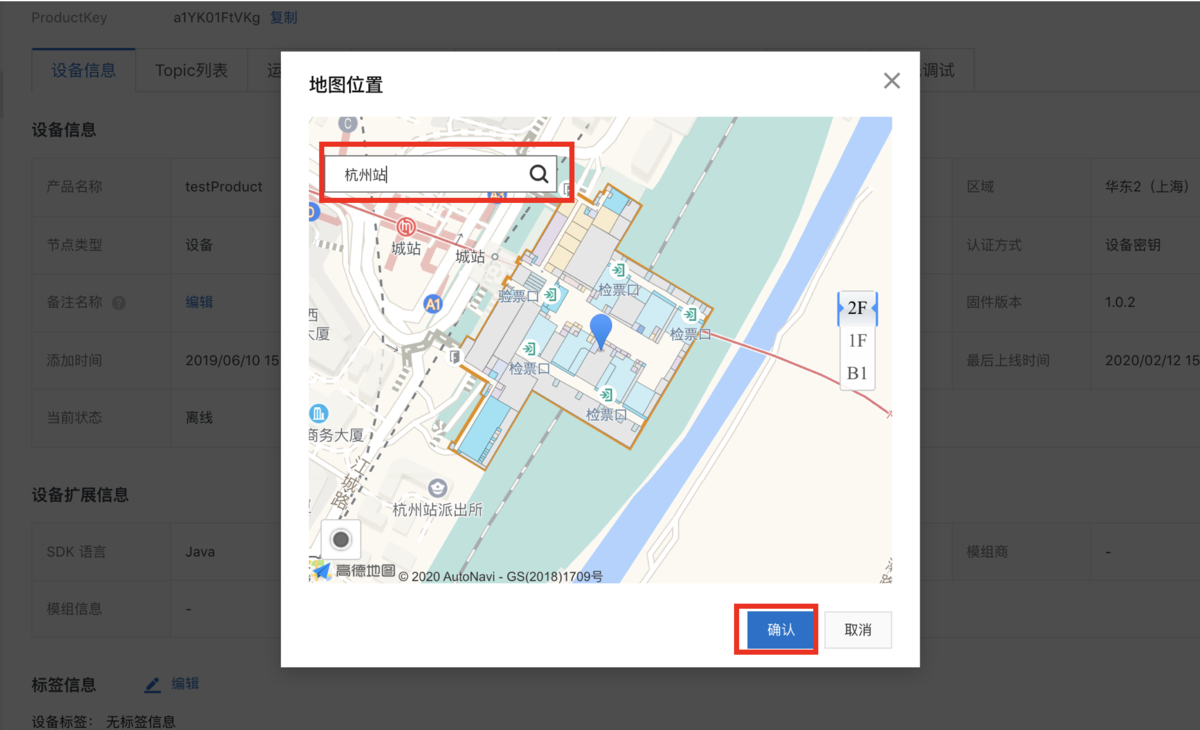 ProductKey a1YK01FtVKg 复制
设备信息 Topic列表 运 调试
地图位置
设备信息
C
杭州站
产品名称 testProduct 区域 华东2（上海）
A1
城站
节点类型 设备 认证方式 设备密钥
城站
验票口 检票口
备注名称 编辑 固件版本 1.0.2
A1
2F
西
大厦
检票口
1F
添加时间 2019/06/10 15 最后上线时间 2020/02/12 15
检票口
B1
当前状态 离线
检票口
商务大厦
江城路
设备扩展信息
杭州站派出所
SDK 语言 Java 模组商 -
高德地图 © 2020 AutoNavi - GS(2018)1709号
模组信息 -
确认 取消
标签信息 编辑
设备标签： 无标签信息